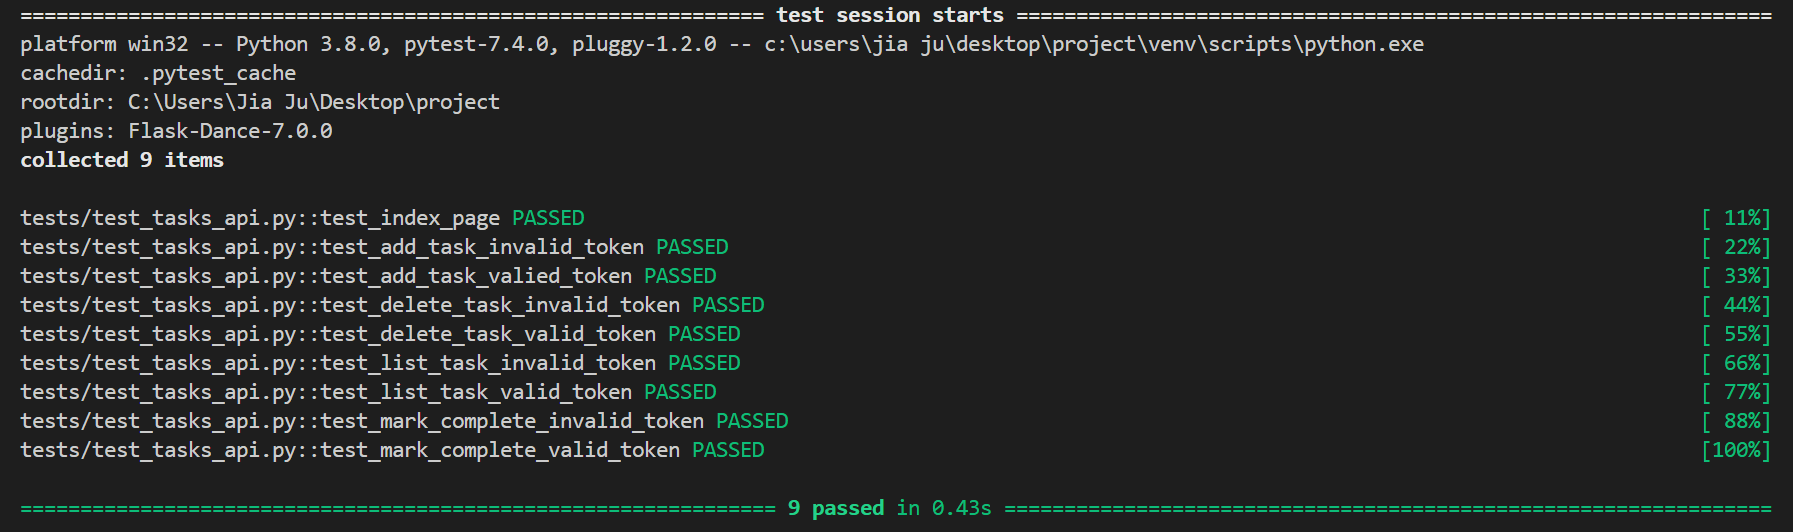 ============================================================== test session starts ===============================================================
platform win32 -- Python 3.8.0, pytest-7.4.0, pluggy-1.2.0 -- c:\users\jia ju\desktop\project\venv\scripts\python.exe
cachedir: .pytest_cache
rootdir: C:\Users\Jia Ju\Desktop\project
plugins: Flask-Dance-7.0.0
collected 9 items
tests/test_tasks_api.py::test_index_page PASSED [ 11%]
tests/test_tasks_api.py::test_add_task_invalid_token PASSED [ 22%]
tests/test_tasks_api.py::test_add_task_valied_token PASSED [ 33%]
tests/test_tasks_api.py::test_delete_task_invalid_token PASSED [ 44%]
tests/test_tasks_api.py::test_delete_task_valid_token PASSED [ 55%]
tests/test_tasks_api.py::test_list_task_invalid_token PASSED [ 66%]
tests/test_tasks_api.py::test_list_task_valid_token PASSED [ 77%]
tests/test_tasks_api.py::test_mark_complete_invalid_token PASSED [ 88%]
tests/test_tasks_api.py::test_mark_complete_valid_token PASSED [100%]
=============================================================== 9 passed in 0.43s ================================================================